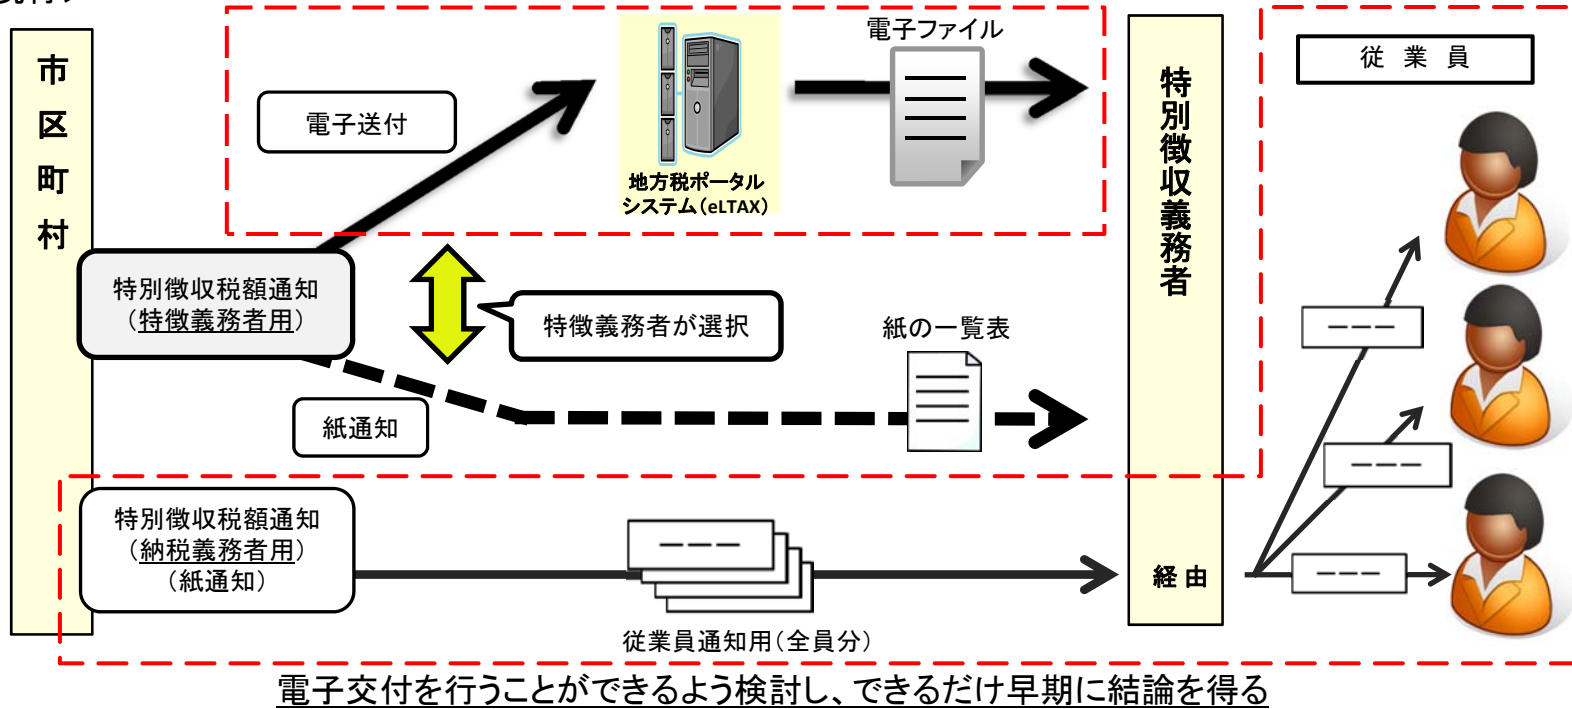 市区町村
電子送付
地方税ポータル
システム(eLTAX)
電子ファイル
特別徴収義務者
従業員
特別徴収税額通知
(特徴義務者用)
特徴義務者が選択
紙の一覧表
紙通知
特別徴収税額通知
(納税義務者用)
(紙通知)
経由
従業員通知用(全員分)
電子交付を行うことができるよう検討し、できるだけ早期に結論を得る